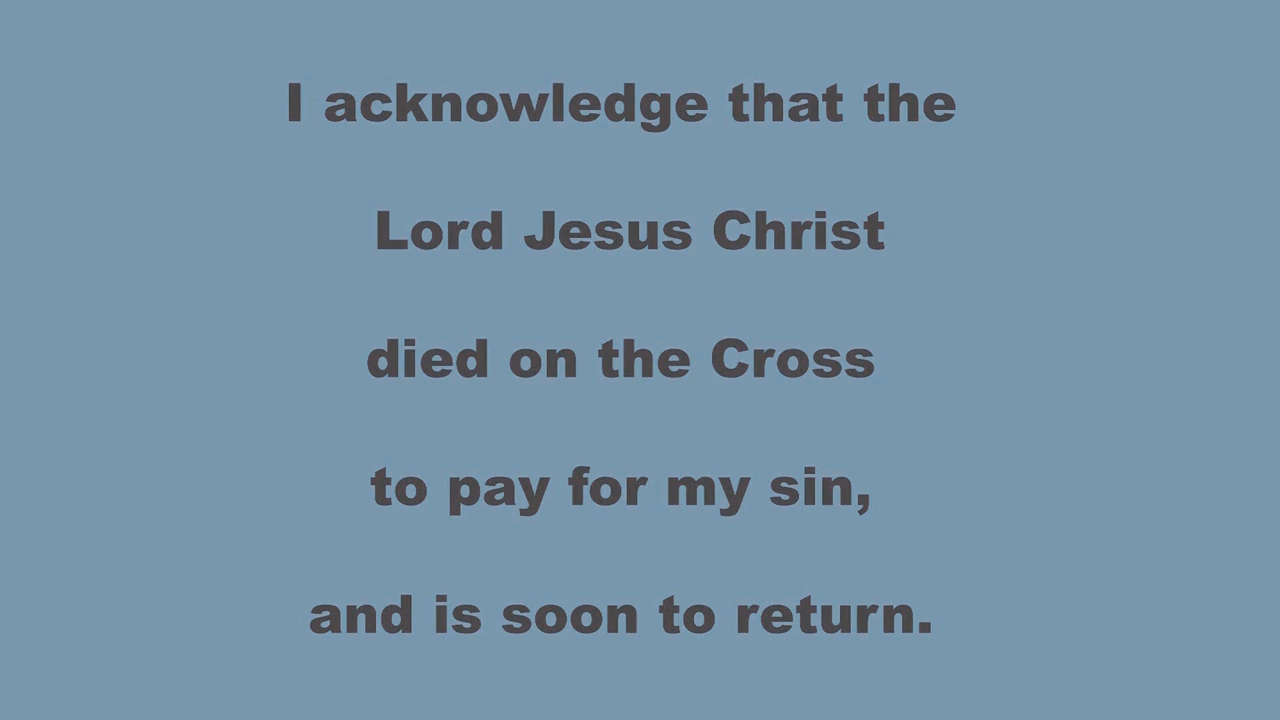 I acknowledge that the
Lord Jesus Christ
died on the Cross
to pay for my sin,
and is soon to return.